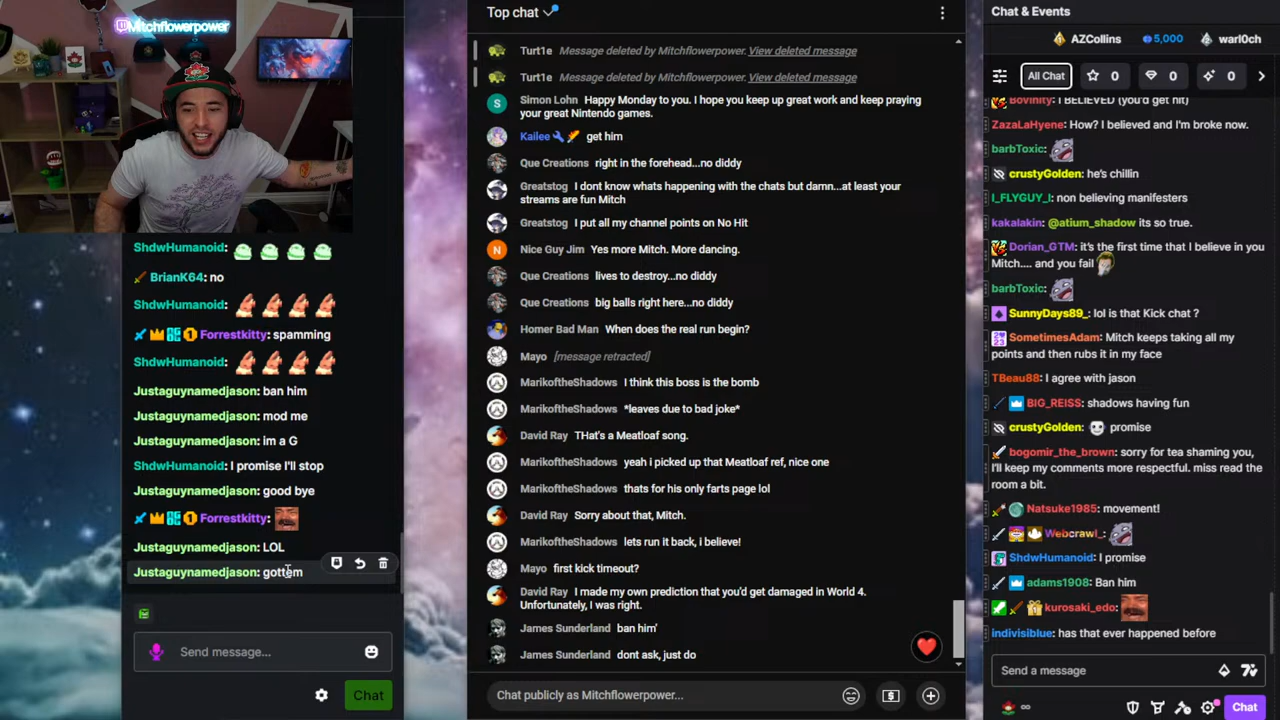 Mitchflowerpower
ShdwHumanoid:
BrianK64: no
ShdwHumanoid:
Forrestkitty: spamming
ShdwHumanoid:
Justaguynamedjason: ban him
Justaguynamedjason: mod me
Justaguynamedjason: im a G
ShdwHumanoid: I promise I'll stop
Justaguynamedjason: good bye
Forrestkitty:
Justaguynamedjason: LOL
Justaguynamedjason: gottem
Send message...
Chat
Top chat
Turt1e Message deleted by Mitchflowerpower. View deleted message
Turt1e Message deleted by Mitchflowerpower. View deleted message
Simon Lohn Happy Monday to you. I hope you keep up great work and keep praying
your great Nintendo games.
Kailee get him
Que Creations right in the forehead...no diddy
Greatstog I dont know whats happening with the chats but damn...at least your
streams are fun Mitch
Greatstog I put all my channel points on No Hit
Nice Guy Jim Yes more Mitch. More dancing.
Que Creations lives to destroy...no diddy
Que Creations big balls right here...no diddy
Homer Bad Man When does the real run begin?
Mayo [message retracted]
MarikoftheShadows I think this boss is the bomb
MarikoftheShadows *leaves due to bad joke*
David Ray THat's a Meatloaf song.
MarikoftheShadows yeah i picked up that Meatloaf ref, nice one
MarikoftheShadows thats for his only farts page lol
David Ray Sorry about that, Mitch.
MarikoftheShadows lets run it back, i believe!
Mayo first kick timeout?
David Ray I made my own prediction that you'd get damaged in World 4.
Unfortunately, I was right.
James Sunderland ban him'
James Sunderland dont ask, just do
Chat publicly as Mitchflowerpower...
Chat & Events
AZCollins 5,000 warl0ch
All Chat 0 0 0
Bovinity: I BELIEVED (you'd get hit)
ZazaLaHyene: How? I believed and I'm broke now.
barbToxic:
crustyGolden: he's chillin
I_FLYGUY_I: non believing manifesters
kakalakin: @atium_shadow its so true.
Dorian_GTM: it's the first time that I believe in you
Mitch.... and you fail
barbToxic:
SunnyDays89_: lol is that Kick chat ?
SometimesAdam: Mitch keeps taking all my
points and then rubs it in my face
TBeau88: I agree with jason
BIG_REISS: shadows having fun
crustyGolden: promise
bogomir_the_brown: sorry for tea shaming you,
I'll keep my comments more respectful. miss read the
room a bit.
Natsuke1985: movement!
Webcrawl_:
ShdwHumanoid: I promise
adams1908: Ban him
kurosaki_edo:
indivisiblue: has that ever happened before
Send a message
Chat